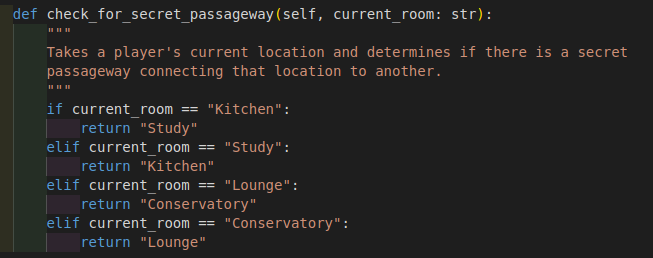 def check_for_secret_passageway(self, current_room: str):
    """
    Takes a player's current location and determines if there is a secret
    passageway connecting that location to another.
    """
    if current_room == "Kitchen":
        return "Study"
    elif current_room == "Study":
        return "Kitchen"
    elif current_room == "Lounge":
        return "Conservatory"
    elif current_room == "Conservatory":
        return "Lounge"